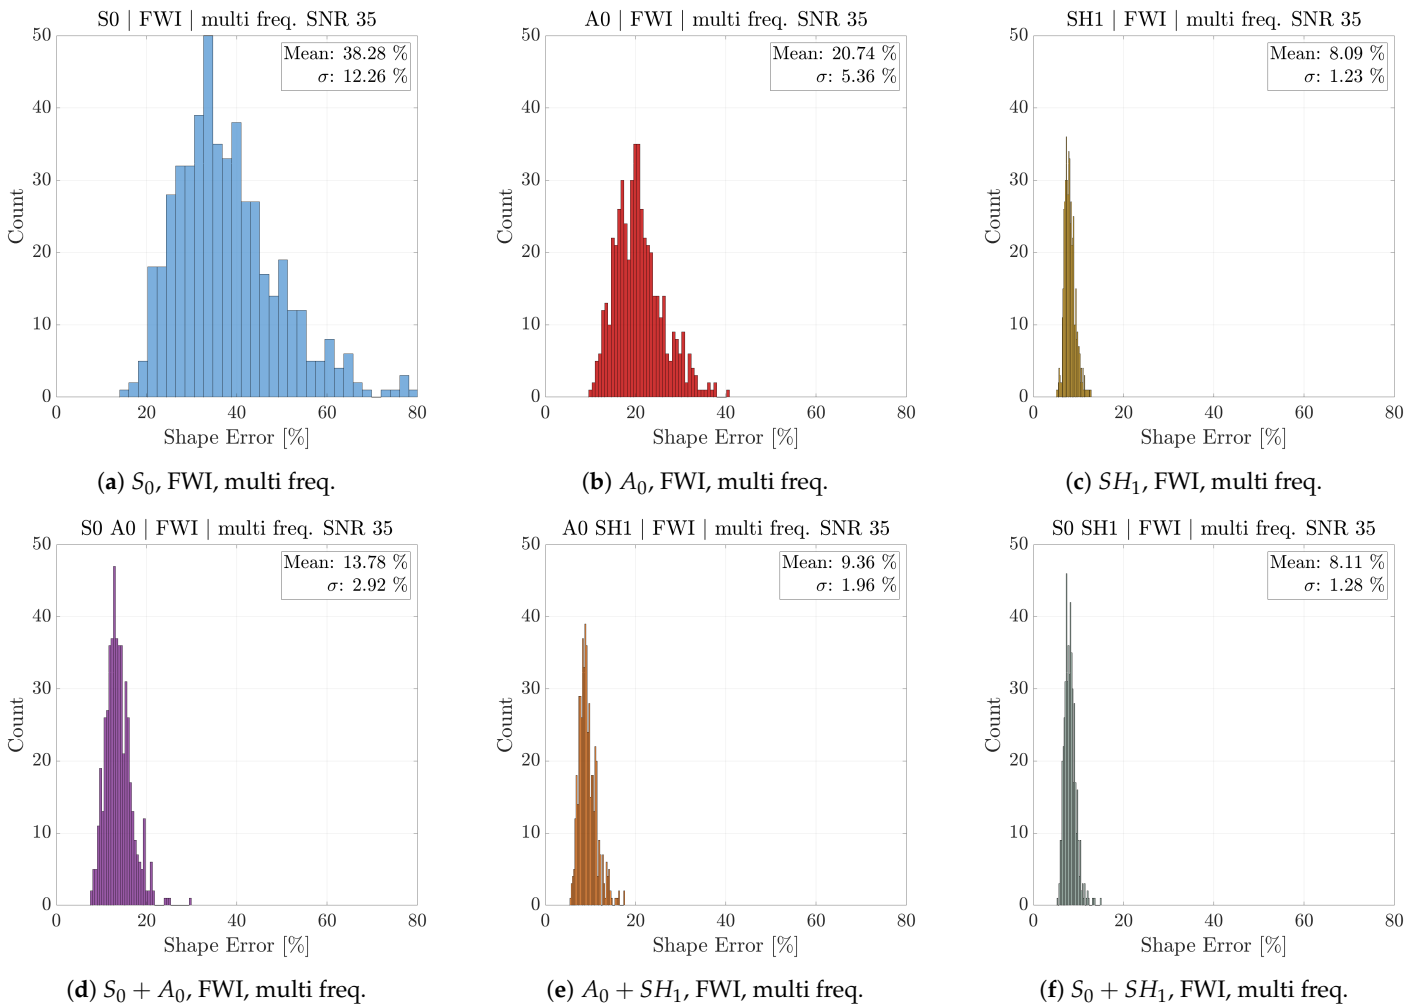 S0 | FWI | multi freq. SNR 35
Mean: 38.28 %
σ: 12.26 %
50
40
30
20
10
0
Count
0 20 40 60 80
Shape Error [%]
(a) S0, FWI, multi freq.
A0 | FWI | multi freq. SNR 35
Mean: 20.74 %
σ: 5.36 %
50
40
30
20
10
0
Count
0 20 40 60 80
Shape Error [%]
(b) A0, FWI, multi freq.
SH1 | FWI | multi freq. SNR 35
Mean: 8.09 %
σ: 1.23 %
50
40
30
20
10
0
Count
0 20 40 60 80
Shape Error [%]
(c) SH1, FWI, multi freq.
S0 A0 | FWI | multi freq. SNR 35
Mean: 13.78 %
σ: 2.92 %
50
40
30
20
10
0
Count
0 20 40 60 80
Shape Error [%]
(d) S0 + A0, FWI, multi freq.
A0 SH1 | FWI | multi freq. SNR 35
Mean: 9.36 %
σ: 1.96 %
50
40
30
20
10
0
Count
0 20 40 60 80
Shape Error [%]
(e) A0 + SH1, FWI, multi freq.
S0 SH1 | FWI | multi freq. SNR 35
Mean: 8.11 %
σ: 1.28 %
50
40
30
20
10
0
Count
0 20 40 60 80
Shape Error [%]
(f) S0 + SH1, FWI, multi freq.